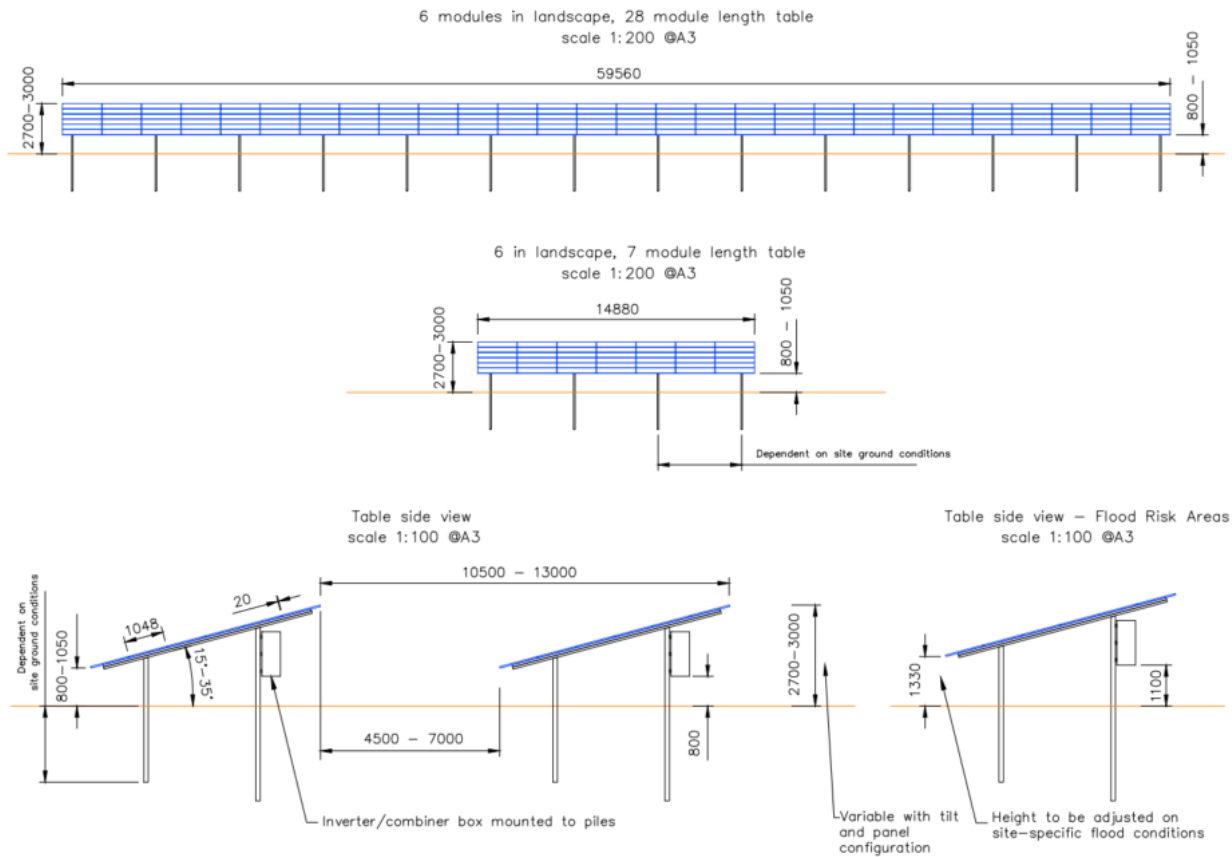 6 modules in landscape, 28 module length table
scale 1:200 @A3
59560
2700-3000
800 - 1050
6 in landscape, 7 module length table
scale 1:200 @A3
14880
2700-3000
800 - 1050
Dependent on site ground conditions
Table side view
scale 1:100 @A3
Table side view - Flood Risk Areas
scale 1:100 @A3
Dependent on
site ground conditions
800-1050
1048
20
15°-35°
10500 - 13000
4500 - 7000
800
2700-3000
1330
1100
Inverter/combiner box mounted to piles
Variable with tilt
and panel
configuration
Height to be adjusted on
site-specific flood conditions